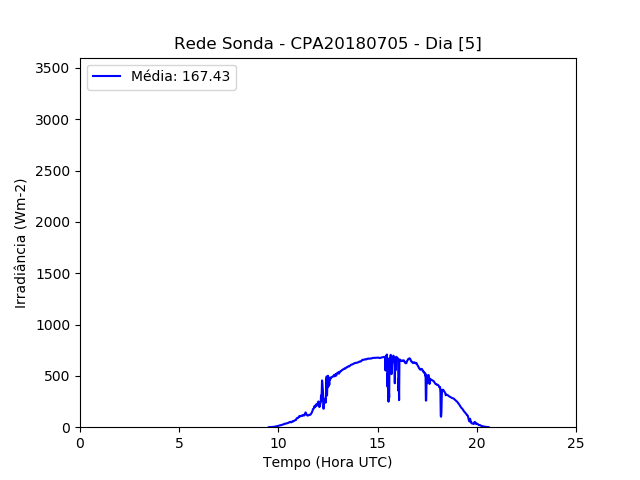 Rede Sonda - CPA20180705 - Dia [5]
Média: 167.43
3500
3000
2500
2000
1500
1000
500
0
Irradiância (Wm-2)
0 5 10 15 20 25
Tempo (Hora UTC)